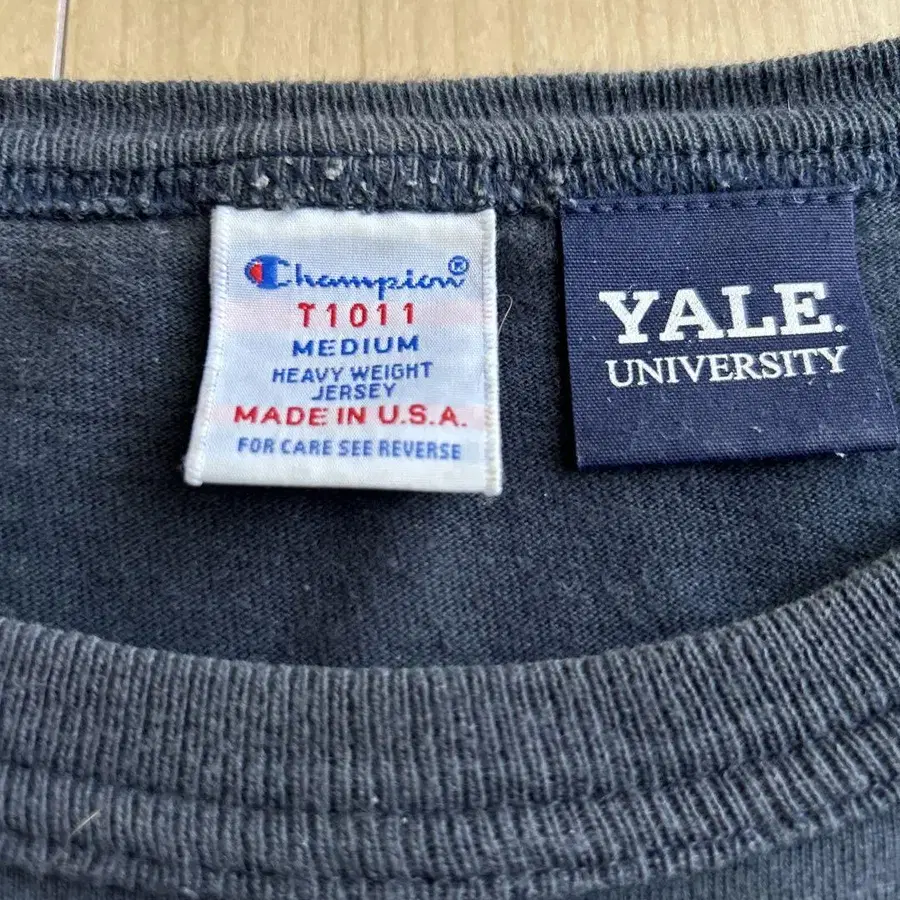 Champion®
T1011
MEDIUM
HEAVY WEIGHT
JERSEY
MADE IN U.S.A.
FOR CARE SEE REVERSE
YALE.
UNIVERSITY